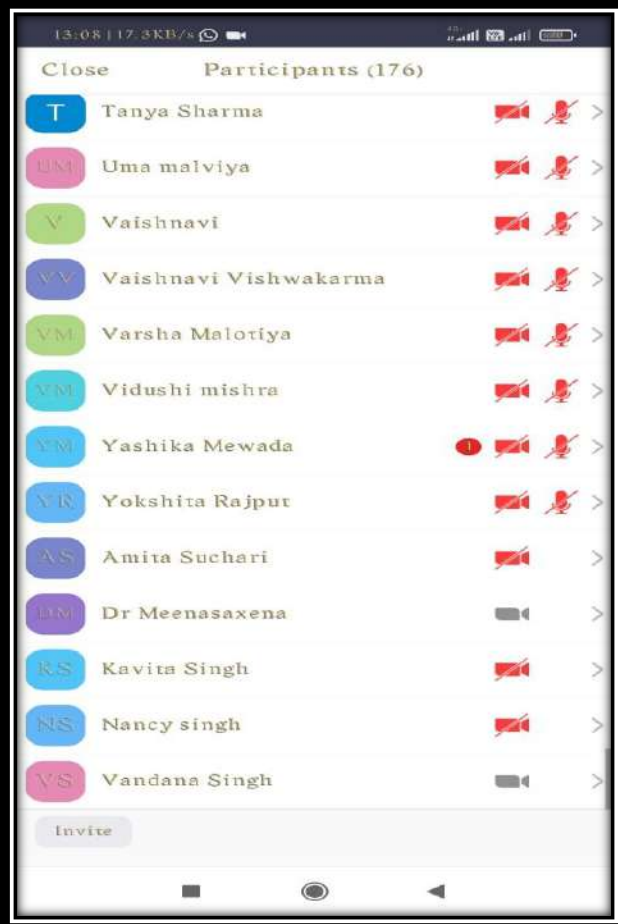 13:08 | 17.3KB/s
Close Participants (176)
T Tanya Sharma
UM Uma malviya
V Vaishnavi
VV Vaishnavi Vishwakarma
VM Varsha Malotiya
VM Vidushi mishra
YM Yashika Mewada 1
YR Yokshita Rajput
AS Amita Suchari
DM Dr Meenasaxena
KS Kavita Singh
NS Nancy singh
VS Vandana Singh
Invite